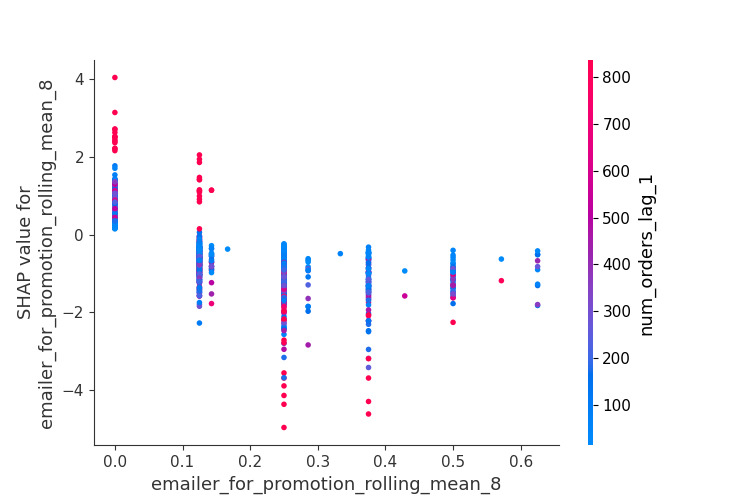 4
2
0
−2
−4
SHAP value for
emailer_for_promotion_rolling_mean_8
0.0 0.1 0.2 0.3 0.4 0.5 0.6
emailer_for_promotion_rolling_mean_8
800
700
600
500
400
300
200
100
num_orders_lag_1